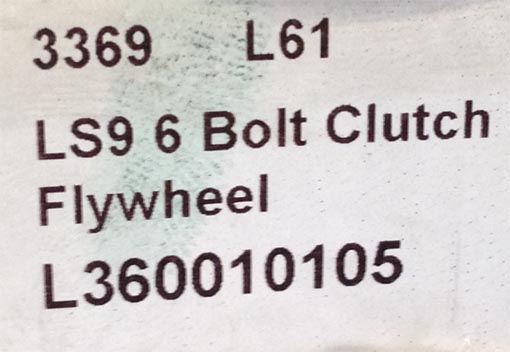 3369 L61
LS9 6 Bolt Clutch
Flywheel
L360010105